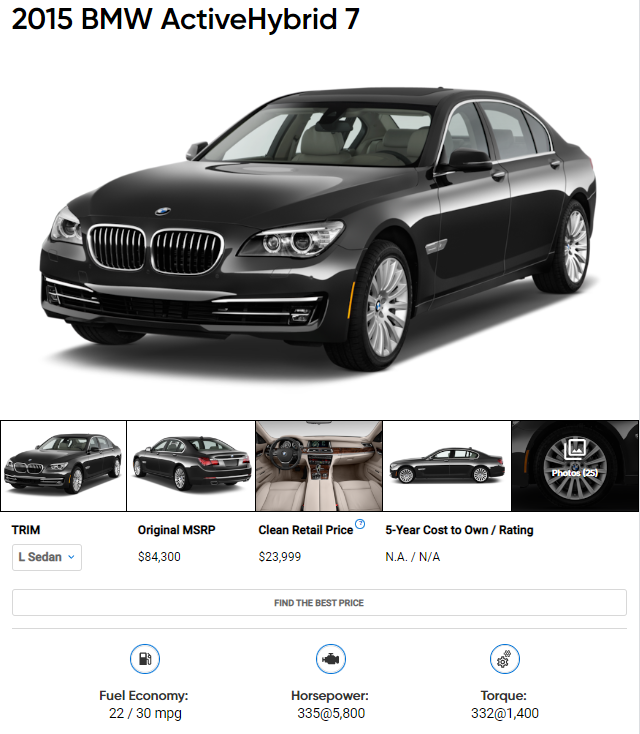 2015 BMW ActiveHybrid 7
Photos (25)
TRIM Original MSRP Clean Retail Price ? 5-Year Cost to Own / Rating
L Sedan $84,300 $23,999 N.A. / N/A
FIND THE BEST PRICE
Fuel Economy: Horsepower: Torque:
22 / 30 mpg 335@5,800 332@1,400